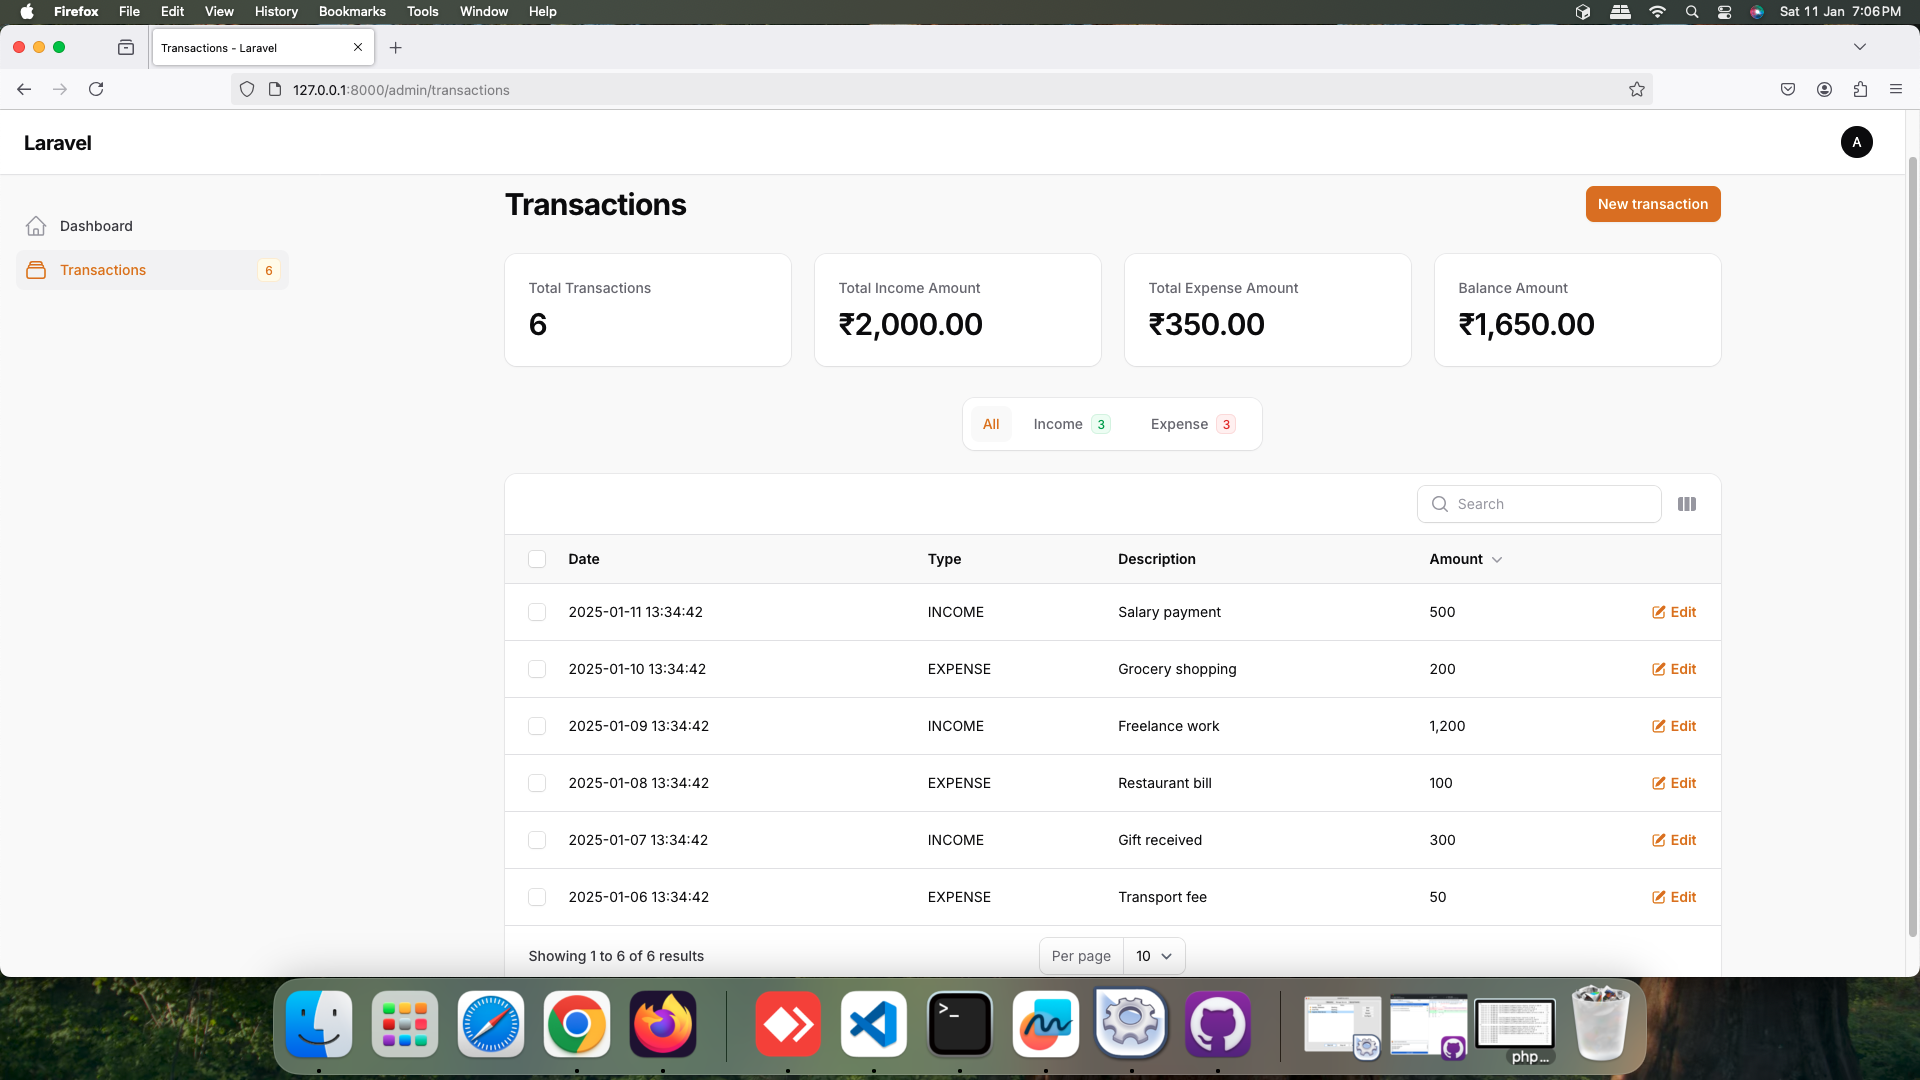 Firefox File Edit View History Bookmarks Tools Window Help Sat 11 Jan 7:06 PM
Transactions - Laravel
127.0.0.1:8000/admin/transactions
Laravel
A
Dashboard
Transactions 6
Transactions
New transaction
Total Transactions
6
Total Income Amount
₹2,000.00
Total Expense Amount
₹350.00
Balance Amount
₹1,650.00
All Income 3 Expense 3
Search
Date Type Description Amount
2025-01-11 13:34:42 INCOME Salary payment 500 Edit
2025-01-10 13:34:42 EXPENSE Grocery shopping 200 Edit
2025-01-09 13:34:42 INCOME Freelance work 1,200 Edit
2025-01-08 13:34:42 EXPENSE Restaurant bill 100 Edit
2025-01-07 13:34:42 INCOME Gift received 300 Edit
2025-01-06 13:34:42 EXPENSE Transport fee 50 Edit
Showing 1 to 6 of 6 results Per page 10
>_
php...